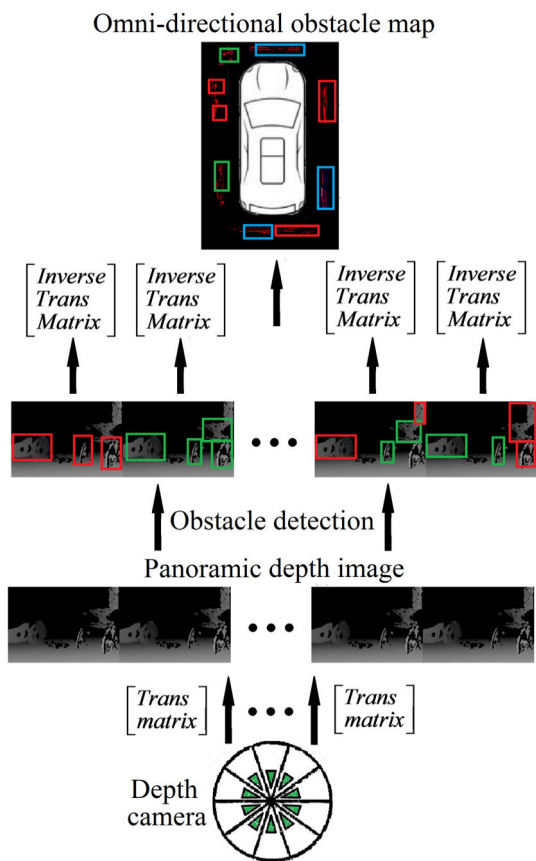 Omni-directional obstacle map
Inverse
Trans
Matrix
Inverse
Trans
Matrix
Inverse
Trans
Matrix
Inverse
Trans
Matrix
Obstacle detection
Panoramic depth image
Trans
matrix
Trans
matrix
Depth
camera